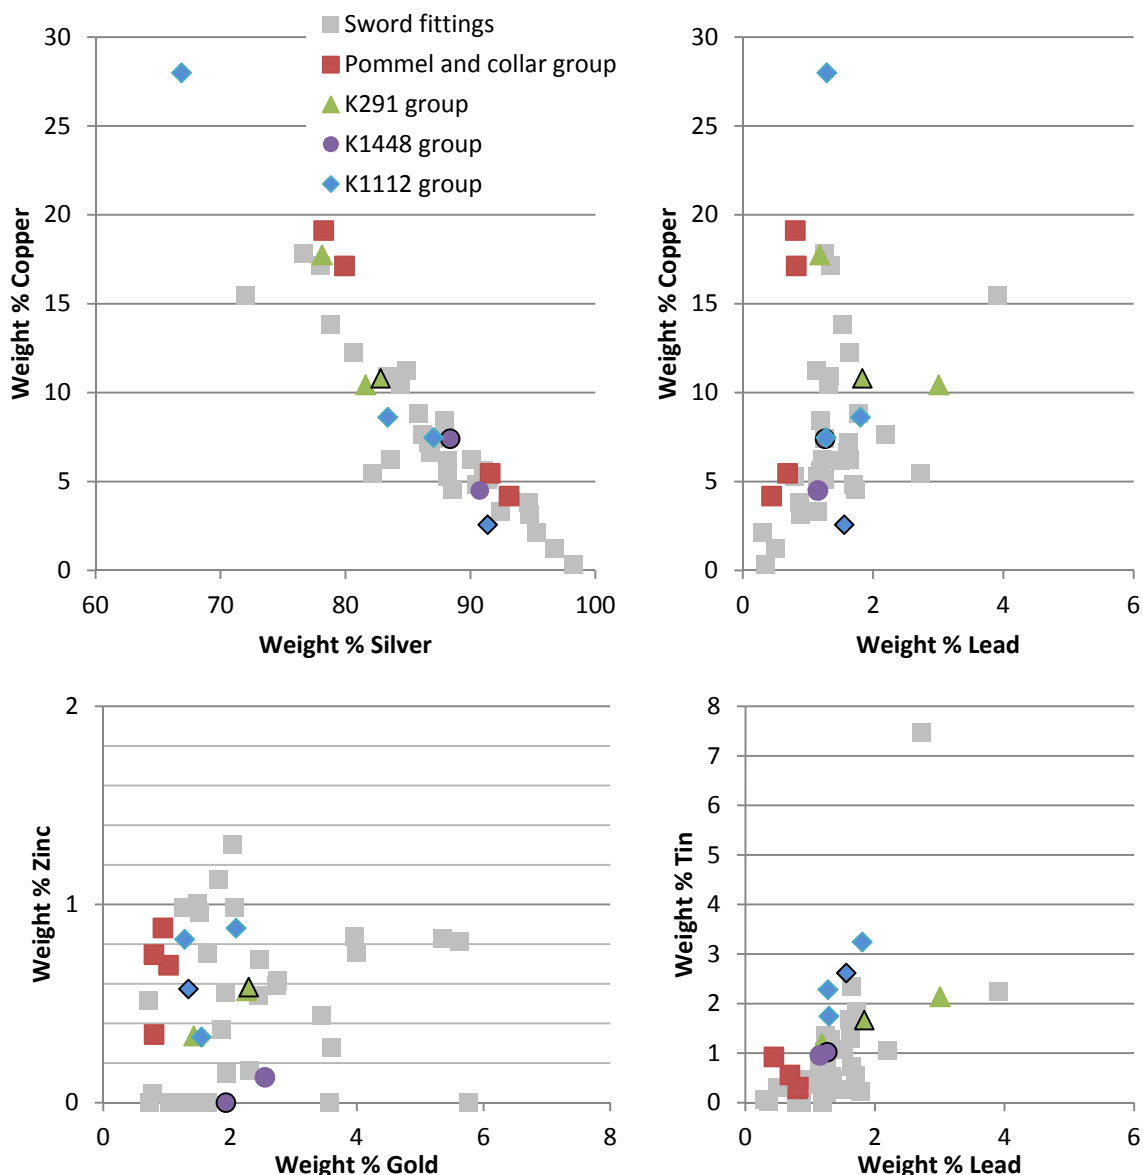 Sword fittings
Pommel and collar group
K291 group
K1448 group
K1112 group
30
25
20
15
10
5
0
Weight % Copper
60 70 80 90 100
Weight % Silver
30
25
20
15
10
5
0
Weight % Copper
0 2 4 6
Weight % Lead
2
1
0
Weight % Zinc
0 2 4 6 8
Weight % Gold
8
7
6
5
4
3
2
1
0
Weight % Tin
0 2 4 6
Weight % Lead